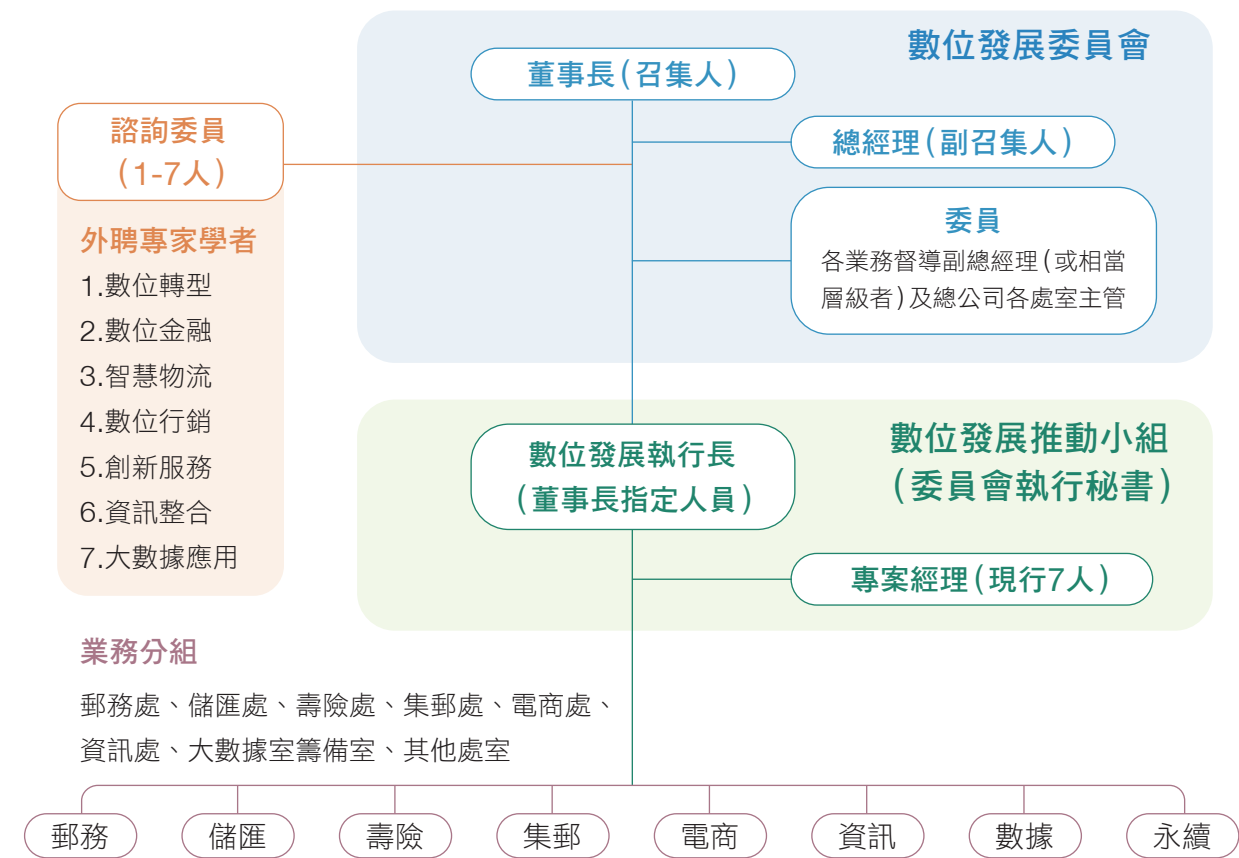 數位發展委員會
董事長(召集人)
總經理(副召集人)
委員
各業務督導副總經理(或相當
層級者)及總公司各處室主管
諮詢委員
(1-7人)
外聘專家學者
1.數位轉型
2.數位金融
3.智慧物流
4.數位行銷
5.創新服務
6.資訊整合
7.大數據應用
數位發展推動小組
(委員會執行秘書)
數位發展執行長
(董事長指定人員)
專案經理(現行7人)
業務分組
郵務處、儲匯處、壽險處、集郵處、電商處、
資訊處、大數據室籌備室、其他處室
郵務
儲匯
壽險
集郵
電商
資訊
數據
永續